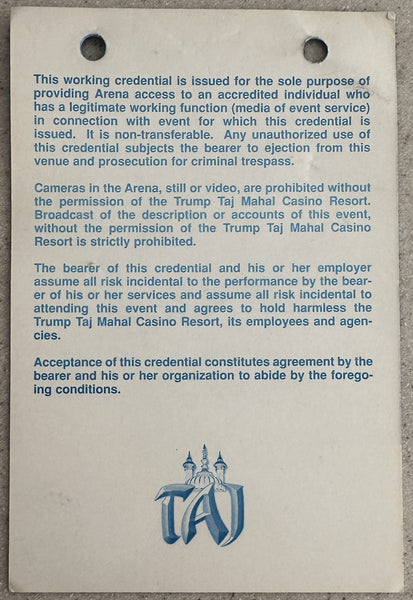 This working credential is issued for the sole purpose of
providing Arena access to an accredited individual who
has a legitimate working function (media of event service)
in connection with event for which this credential is
issued. It is non-transferable. Any unauthorized use of
this credential subjects the bearer to ejection from this
venue and prosecution for criminal trespass.
Cameras in the Arena, still or video, are prohibited without
the permission of the Trump Taj Mahal Casino Resort.
Broadcast of the description or accounts of this event,
without the permission of the Trump Taj Mahal Casino
Resort is strictly prohibited.
The bearer of this credential and his or her employer
assume all risk incidental to the performance by the bear-
er of his or her services and assume all risk incidental to
attending this event and agrees to hold harmless the
Trump Taj Mahal Casino Resort, its employees and agen-
cies.
Acceptance of this credential constitutes agreement by the
bearer and his or her organization to abide by the forego-
ing conditions.
TAJ